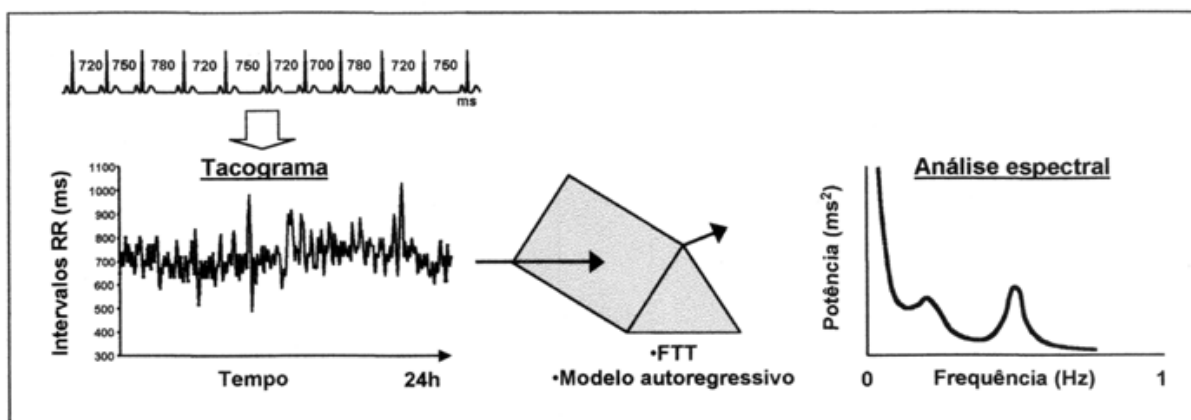 720 750 780 720 750 720 700 780 720 750
ms
Tacograma
Intervalos RR (ms)
1100
1000
900
800
700
600
500
400
300
Tempo
24h
•FTT
•Modelo autoregressivo
Análise espectral
Potência (ms²)
0
Frequência (Hz)
1